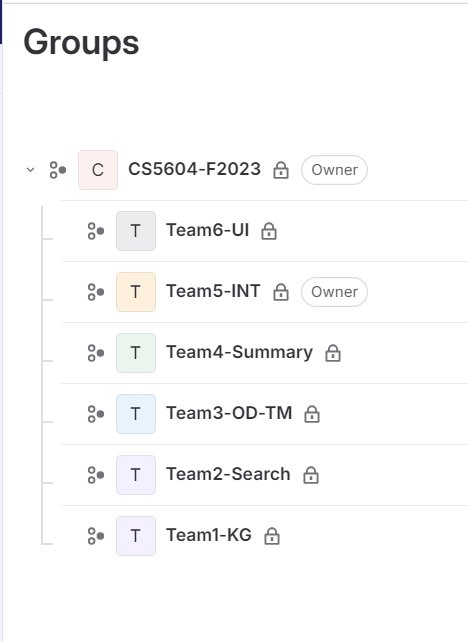 Groups
C CS5604-F2023 Owner
T Team6-UI
T Team5-INT Owner
T Team4-Summary
T Team3-OD-TM
T Team2-Search
T Team1-KG